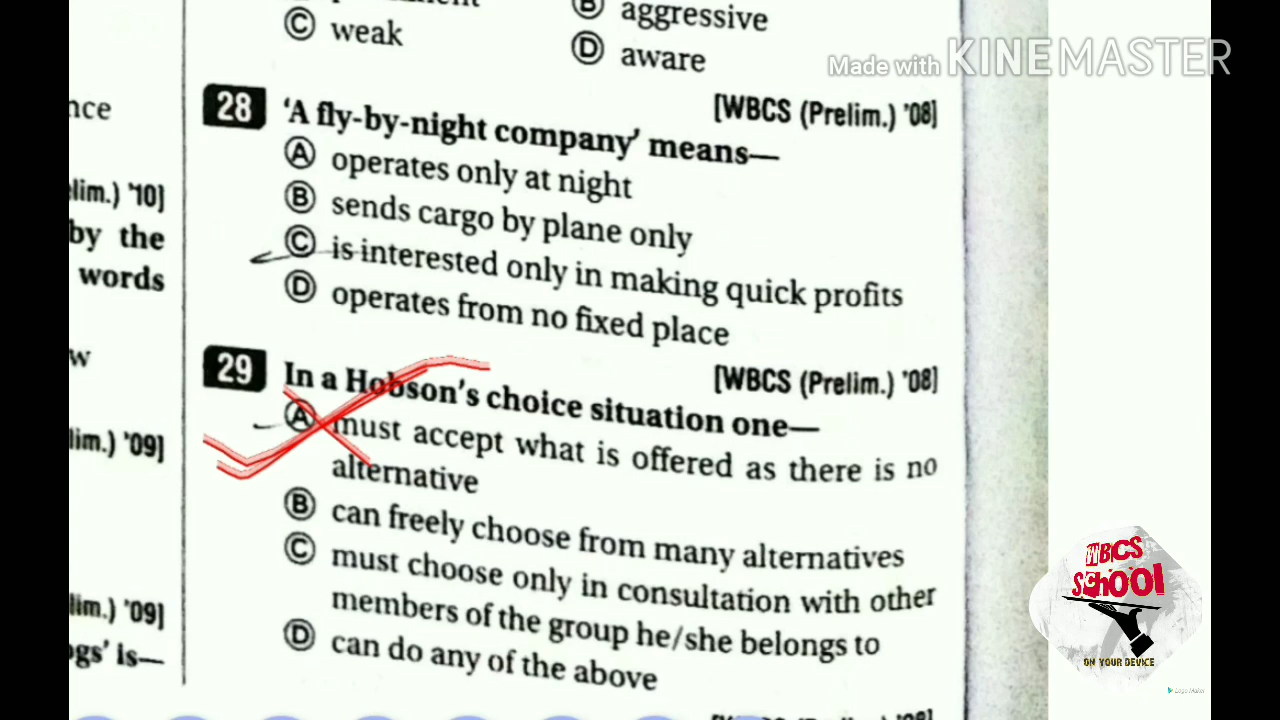 aggressive
Ⓒ weak
Ⓓ aware
Made with KINEMASTER
nce
[WBCS (Prelim.) '08]
28 'A fly-by-night company' means—
Ⓐ operates only at night
Ⓑ sends cargo by plane only
Ⓒ is interested only in making quick profits
Ⓓ operates from no fixed place
lim.) '10]
by the
words
[WBCS (Prelim.) '08]
29 In a Hobson's choice situation one—
Ⓐ must accept what is offered as there is no
alternative
Ⓑ can freely choose from many alternatives
Ⓒ must choose only in consultation with other
members of the group he/she belongs to
Ⓓ can do any of the above
w
lim.) '09]
lim.) '09]
ogs' is—
WBCS
SCHOOL
ON YOUR DEVICE
Logo Maker